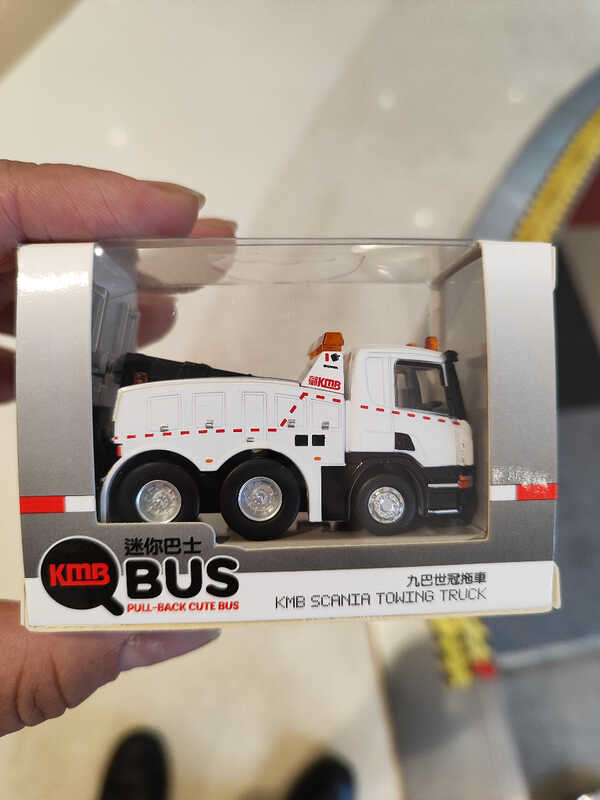 KMB
KMB
迷你巴士
BUS
PULL-BACK CUTE BUS
九巴世冠拖車
KMB SCANIA TOWING TRUCK